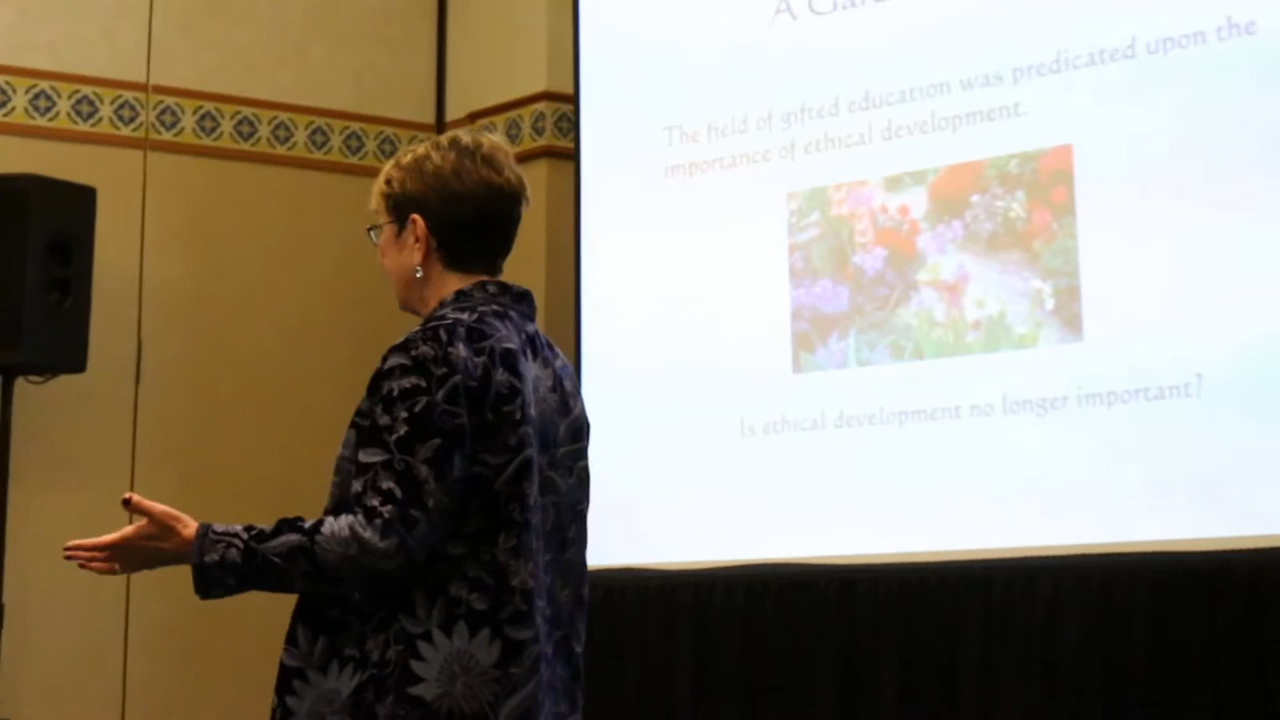 A
The field of gifted education was predicated upon the
importance of ethical development.
Is ethical development no longer important?